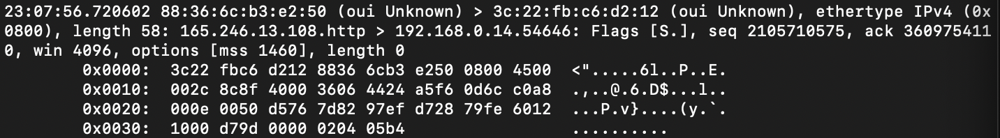 23:07:56.720602 88:36:6c:b3:e2:50 (oui Unknown) > 3c:22:fb:c6:d2:12 (oui Unknown), ethertype IPv4 (0x
0800), length 58: 165.246.13.108.http > 192.168.0.14.54646: Flags [S.], seq 2105710575, ack 360975411
0, win 4096, options [mss 1460], length 0
0x0000:  3c22 fbc6 d212 8836 6cb3 e250 0800 4500  <".....6l..P..E.
0x0010:  002c 8c8f 4000 3606 4424 a5f6 0d6c c0a8  .,..@.6.D$...l..
0x0020:  000e 0050 d576 7d82 97ef d728 79fe 6012  ...P.v}....(y.`.
0x0030:  1000 d79d 0000 0204 05b4                 ..........